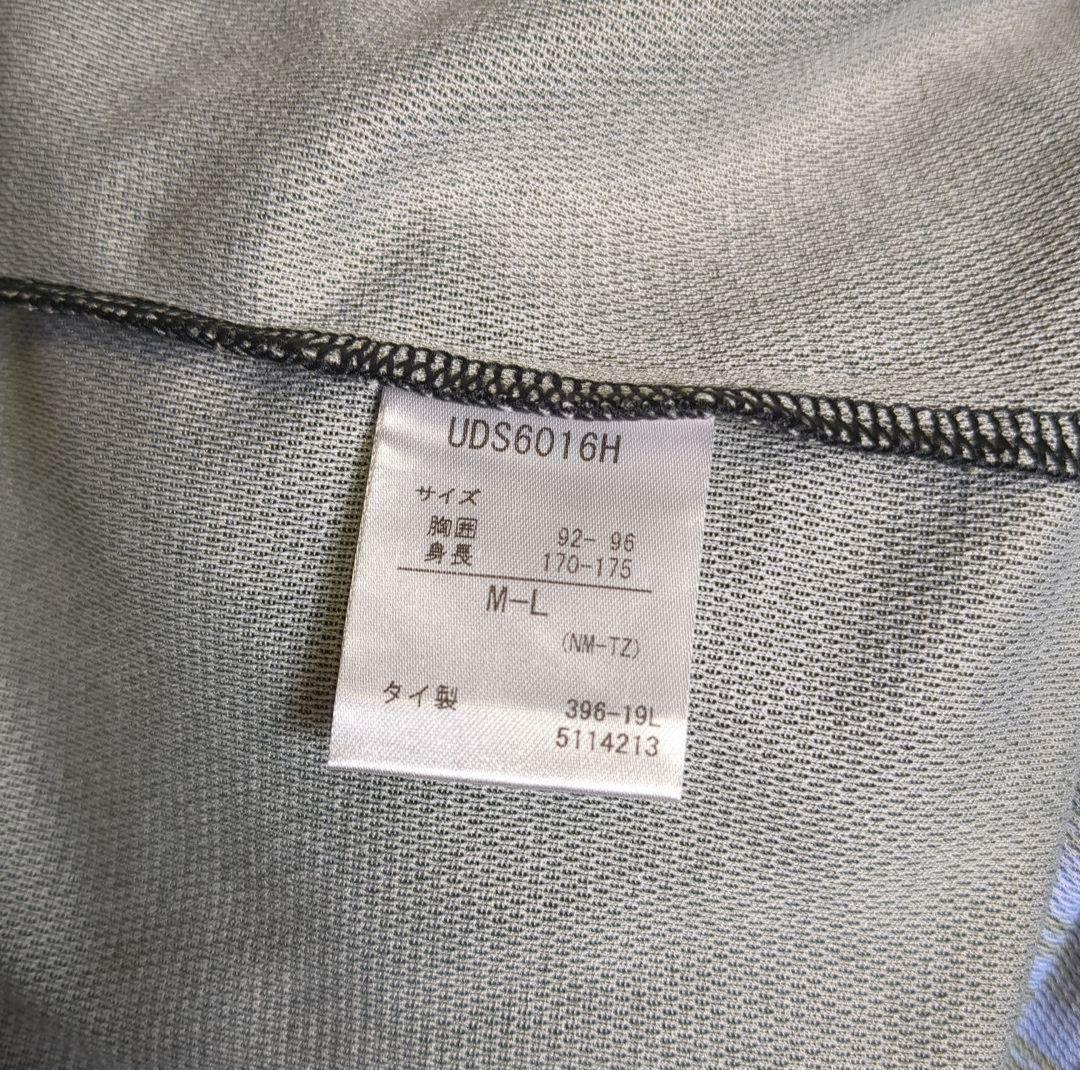 UDS6016H
サイズ
胸囲 92- 96
身長 170-175
M-L
(NM-TZ)
タイ製 396-19L
5114213